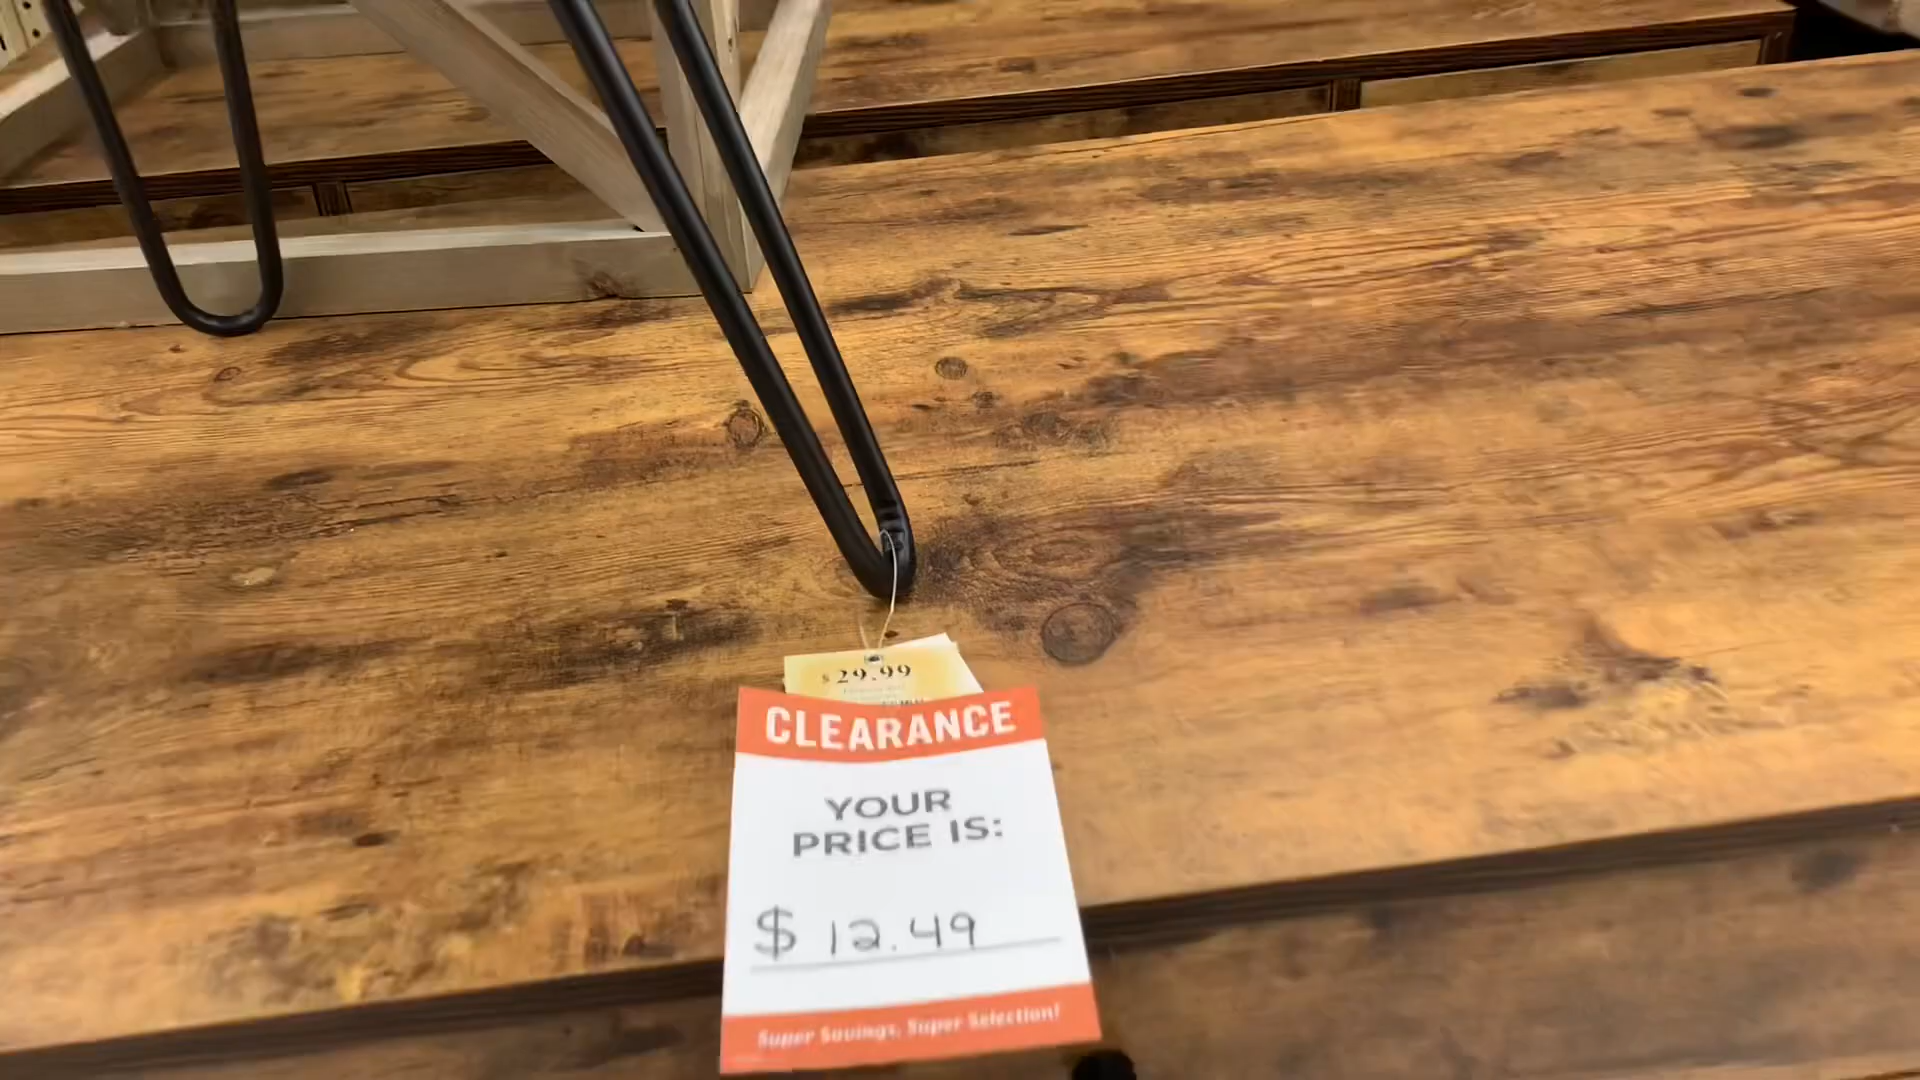 $29.99
CLEARANCE
YOUR
PRICE IS:
$ 12.49
Super Savings, Super Selection!